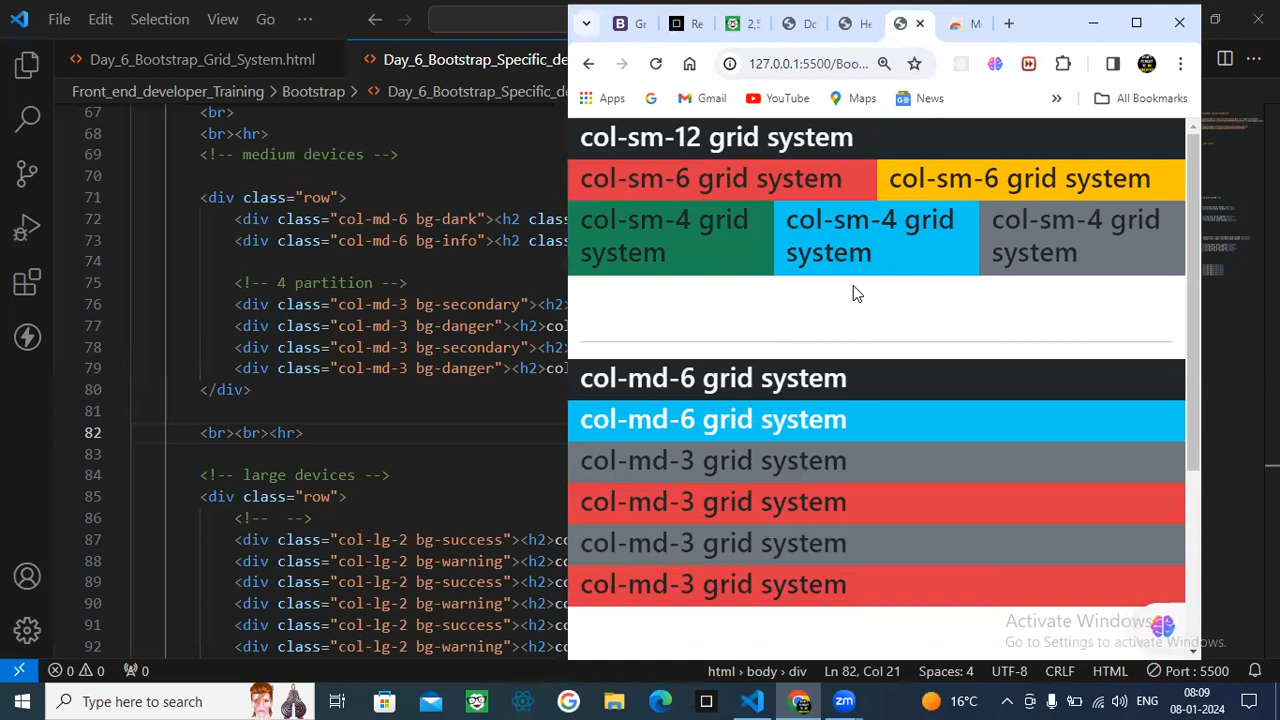 File Edit Selection View Go
Day_6_Bootstrap_Grid_System.html
Day_6_Bootstrap_Specific_de
Front_end_developer_Training > Bootstrap > <> Day_6_Bootstrap_Specific_d
67 <br>
68 <br><hr>
69 <!-- medium devices -->
70
71 <div class="row">
72 <div class="col-md-6 bg-dark"><h2 class
73 <div class="col-md-6 bg-info"><h2 class
74
75 <!-- 4 partition -->
76 <div class="col-md-3 bg-secondary"><h2>
77 <div class="col-md-3 bg-danger"><h2>col
78 <div class="col-md-3 bg-secondary"><h2>
79 <div class="col-md-3 bg-danger"><h2>col
80 </div>
81
82 <br><br><hr>
83
84 <!-- large devices -->
85 <div class="row">
86 <!-- -->
87 <div class="col-lg-2 bg-success"><h2>co
88 <div class="col-lg-2 bg-warning"><h2>co
89 <div class="col-lg-2 bg-success"><h2>co
90 <div class="col-lg-2 bg-warning"><h2>co
91 <div class="col-lg-2 bg-success"><h2>co
92 <div class="col-lg-2 bg-warning"><h2>co
Gr Re 2,5 Dc He M
127.0.0.1:5500/Boo...
Apps Gmail YouTube Maps News » All Bookmarks
col-sm-12 grid system
col-sm-6 grid system col-sm-6 grid system
col-sm-4 grid system
col-sm-4 grid system
col-sm-4 grid system
col-md-6 grid system
col-md-6 grid system
col-md-3 grid system
col-md-3 grid system
col-md-3 grid system
col-md-3 grid system
Activate Windows
Go to Settings to activate Windows.
0 0 0 html > body > div Ln 82, Col 21 Spaces: 4 UTF-8 CRLF HTML Port : 5500
Type here to search 16°C ENG 08:09
08-01-2024